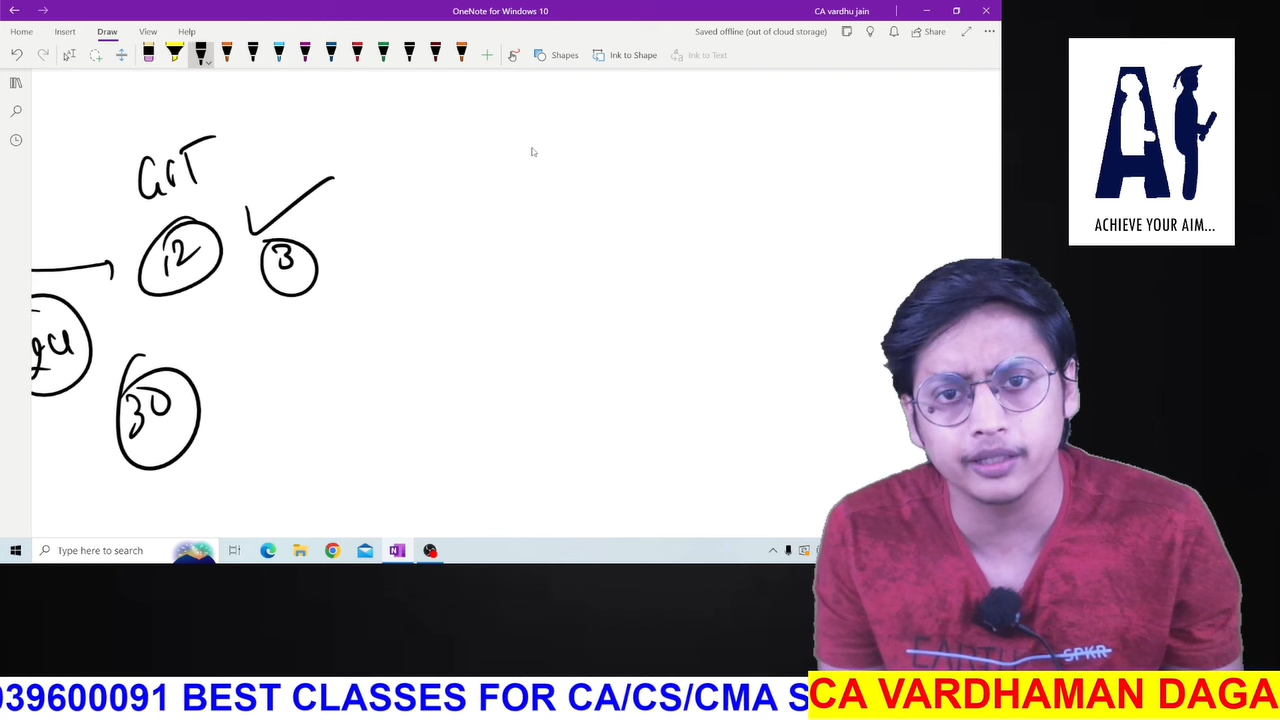 OneNote for Windows 10
CA vardhu jain
Home Insert Draw View Help
Saved offline (out of cloud storage)
Share
Shapes
Ink to Shape
Ink to Text
12
3
30
Type here to search
ACHIEVE YOUR AIM...
EARTH
SPKR
039600091 BEST CLASSES FOR CA/CS/CMA S
CA VARDHAMAN DAGA